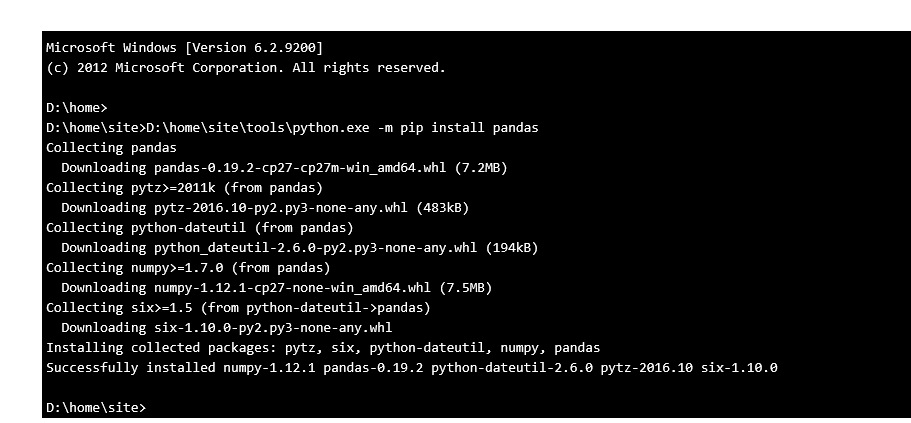 Microsoft Windows [Version 6.2.9200]
(c) 2012 Microsoft Corporation. All rights reserved.
D:\home>
D:\home\site>D:\home\site\tools\python.exe -m pip install pandas
Collecting pandas
Downloading pandas-0.19.2-cp27-cp27m-win_amd64.whl (7.2MB)
Collecting pytz>=2011k (from pandas)
Downloading pytz-2016.10-py2.py3-none-any.whl (483kB)
Collecting python-dateutil (from pandas)
Downloading python_dateutil-2.6.0-py2.py3-none-any.whl (194kB)
Collecting numpy>=1.7.0 (from pandas)
Downloading numpy-1.12.1-cp27-none-win_amd64.whl (7.5MB)
Collecting six>=1.5 (from python-dateutil->pandas)
Downloading six-1.10.0-py2.py3-none-any.whl
Installing collected packages: pytz, six, python-dateutil, numpy, pandas
Successfully installed numpy-1.12.1 pandas-0.19.2 python-dateutil-2.6.0 pytz-2016.10 six-1.10.0
D:\home\site>